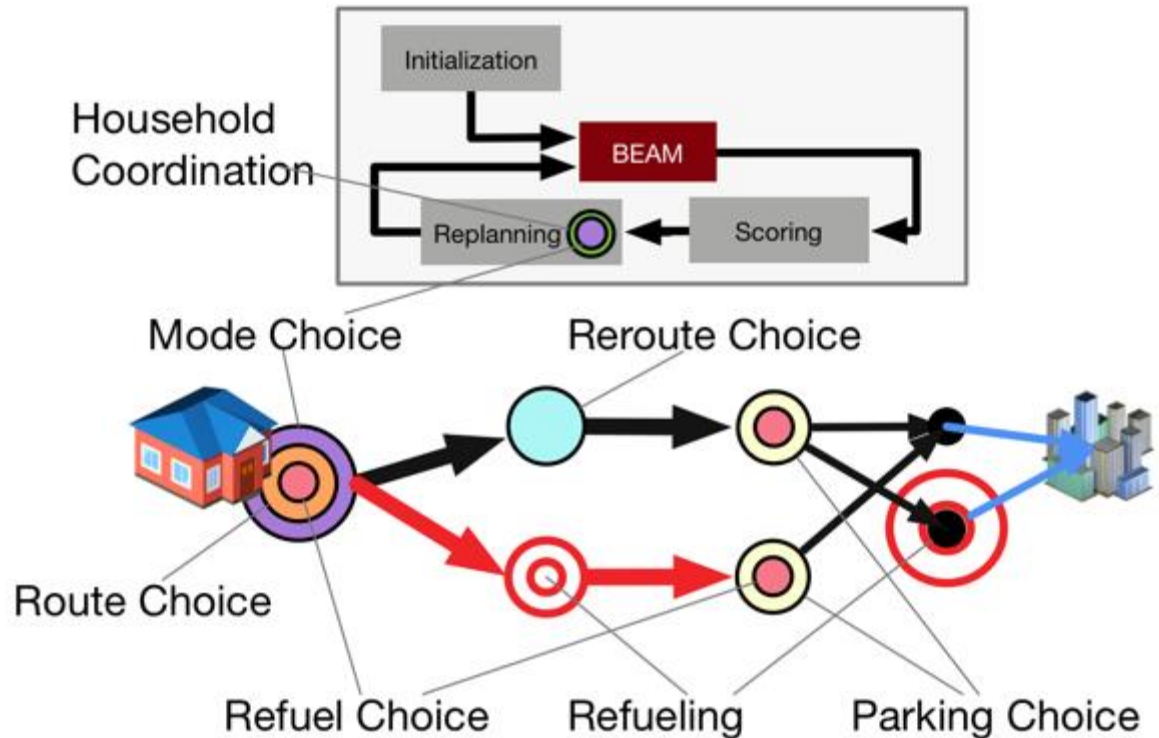 Initialization
Household
Coordination
BEAM
Replanning
Scoring
Mode Choice
Reroute Choice
Route Choice
Refuel Choice
Refueling
Parking Choice